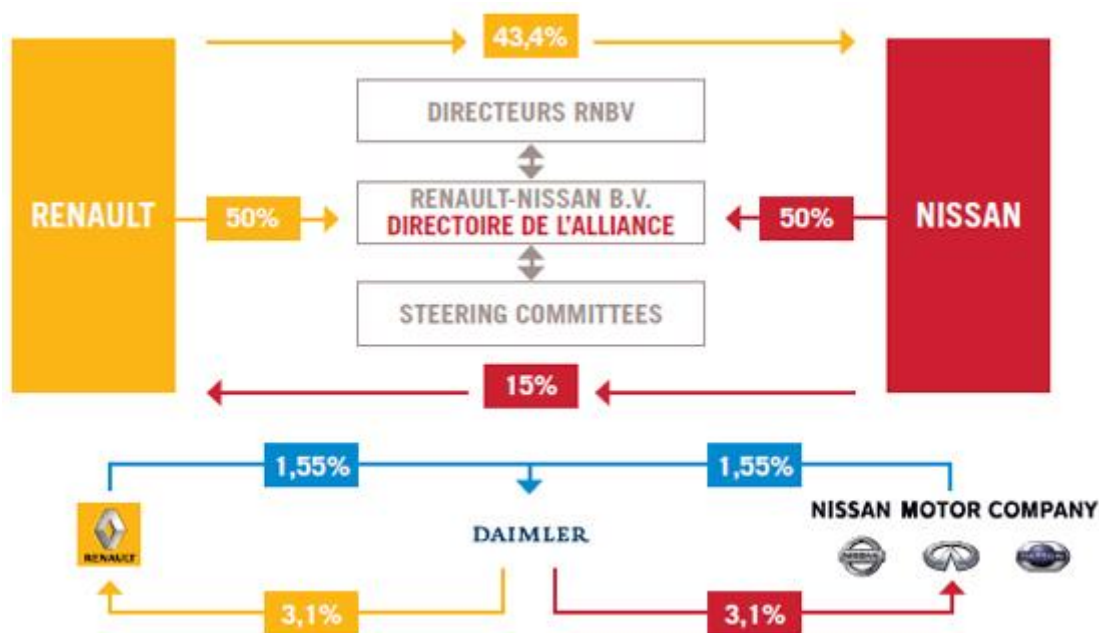 43,4%
DIRECTEURS RNBV
RENAULT
50%
RENAULT-NISSAN B.V.
DIRECTOIRE DE L'ALLIANCE
50%
NISSAN
STEERING COMMITTEES
15%
1,55%
1,55%
RENAULT
DAIMLER
NISSAN MOTOR COMPANY
NISSAN
3,1%
3,1%